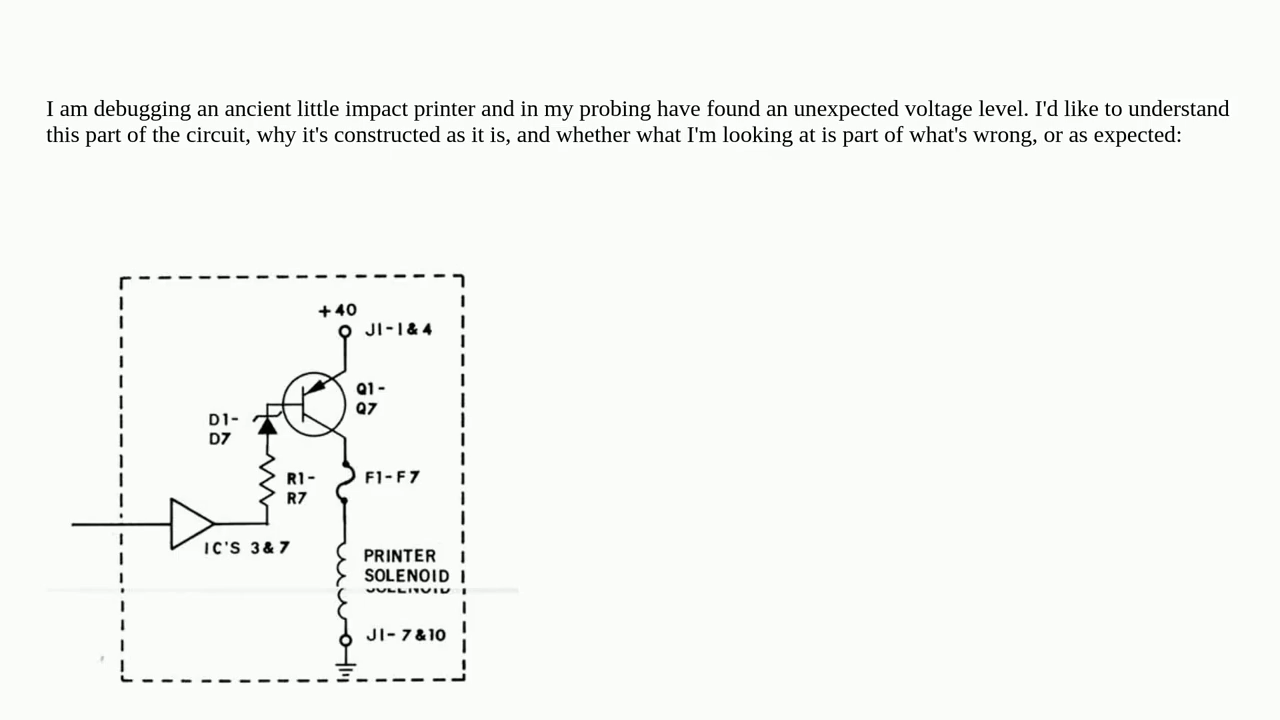 I am debugging an ancient little impact printer and in my probing have found an unexpected voltage level. I'd like to understand
this part of the circuit, why it's constructed as it is, and whether what I'm looking at is part of what's wrong, or as expected:
+40
J1-1&4
Q1-
Q7
D1-
D7
R1-
R7
F1-F7
IC'S 3&7
PRINTER
SOLENOID
SOLENOID
J1-7&10